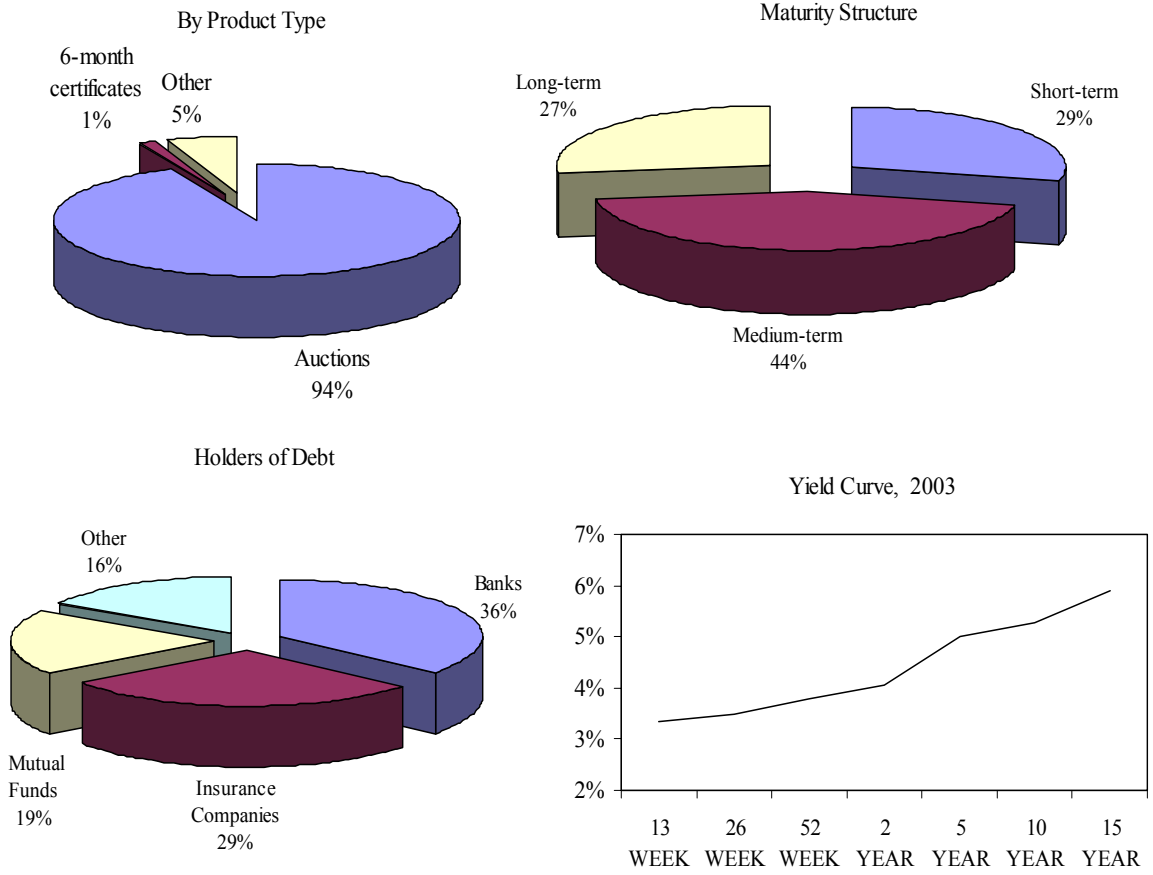 By Product Type
6-month
certificates
1%
Other
5%
Auctions
94%
Maturity Structure
Long-term
27%
Short-term
29%
Medium-term
44%
Holders of Debt
Other
16%
Banks
36%
Mutual
Funds
19%
Insurance
Companies
29%
Yield Curve, 2003
7%
6%
5%
4%
3%
2%
13 26 52 2 5 10 15
WEEK WEEK WEEK YEAR YEAR YEAR YEAR